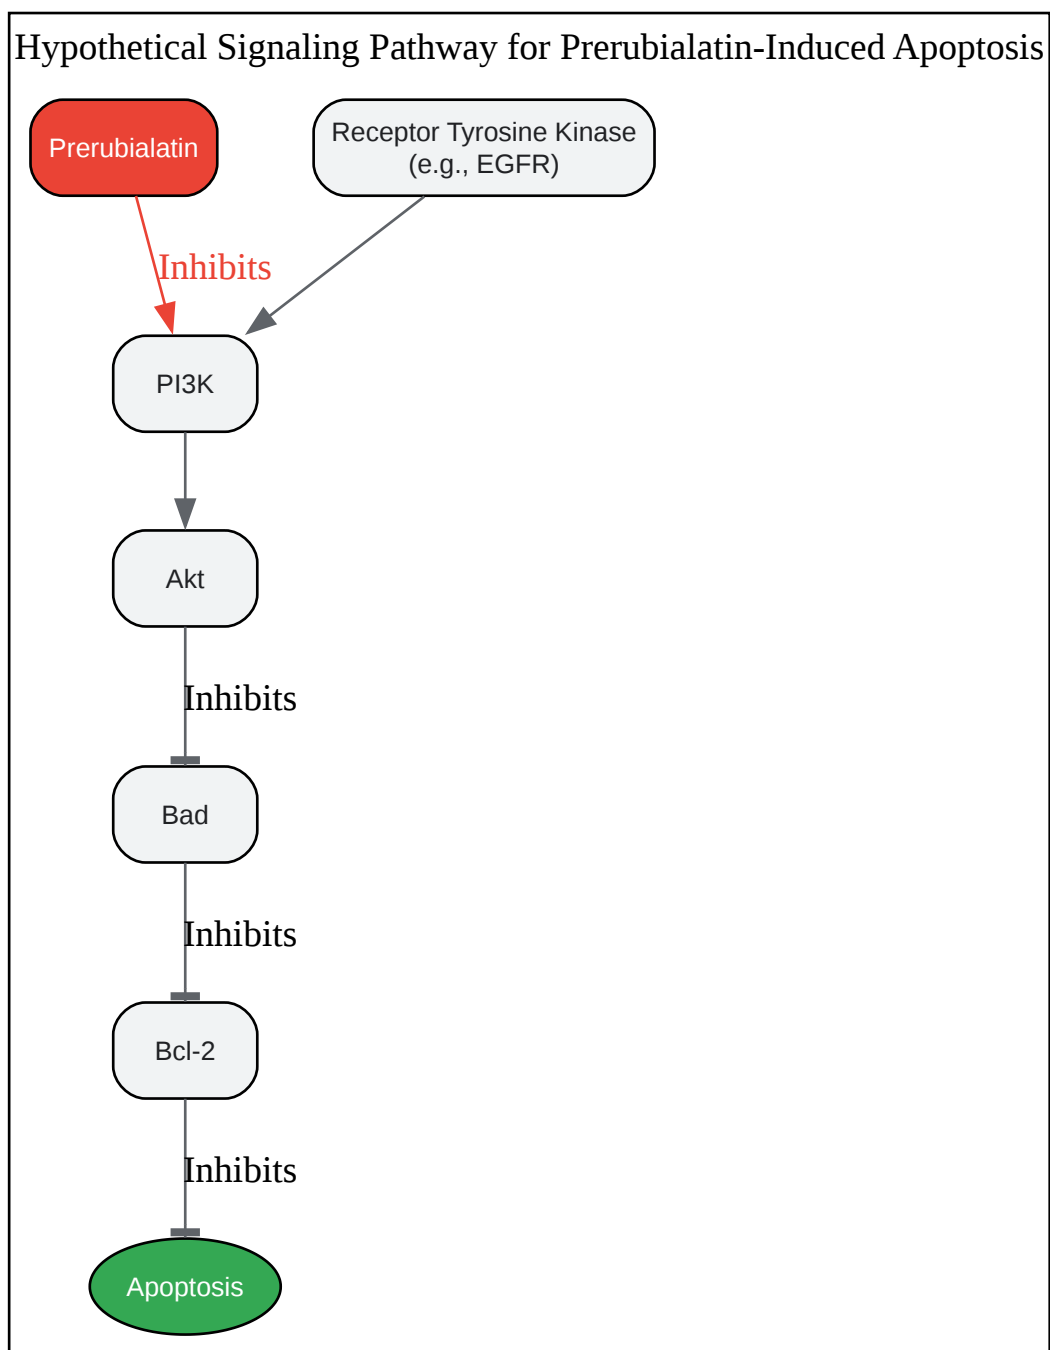 Hypothetical Signaling Pathway for Prerubialatin-Induced Apoptosis
Prerubialatin
Receptor Tyrosine Kinase
(e.g., EGFR)
Inhibits
PI3K
Akt
Inhibits
Bad
Inhibits
Bcl-2
Inhibits
Apoptosis